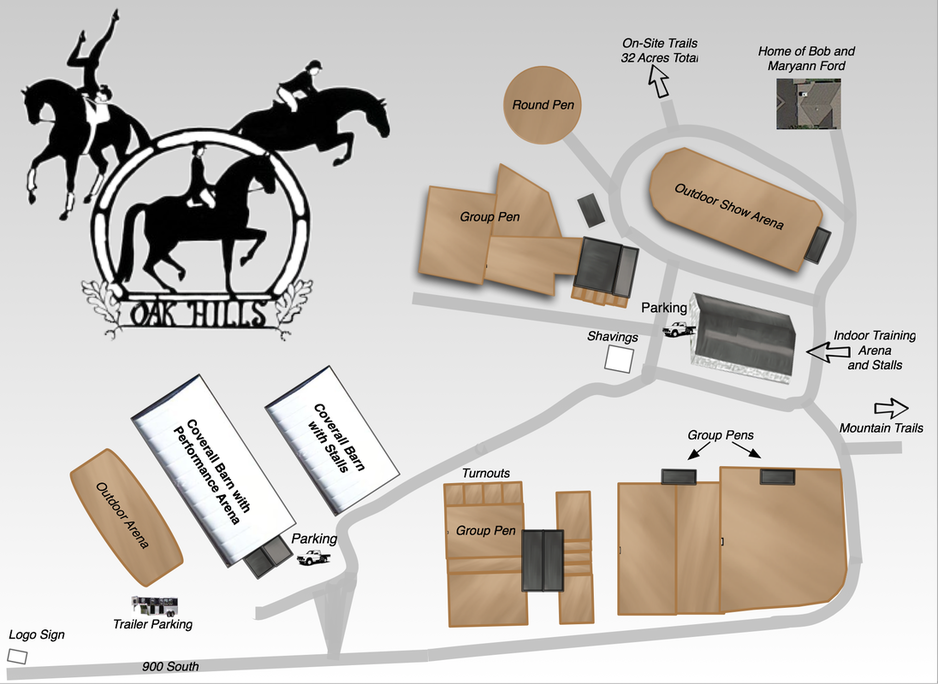 On-Site Trails
32 Acres Total
Home of Bob and
Maryann Ford
Round Pen
Outdoor Show Arena
Group Pen
OAK HILLS
Parking
Shavings
Indoor Training
Arena
and Stalls
Mountain Trails
Coverall Barn
with Stalls
Coverall Barn with
Performance Arena
Group Pens
Turnouts
Outdoor Arena
Group Pen
Parking
Trailer Parking
Logo Sign
900 South